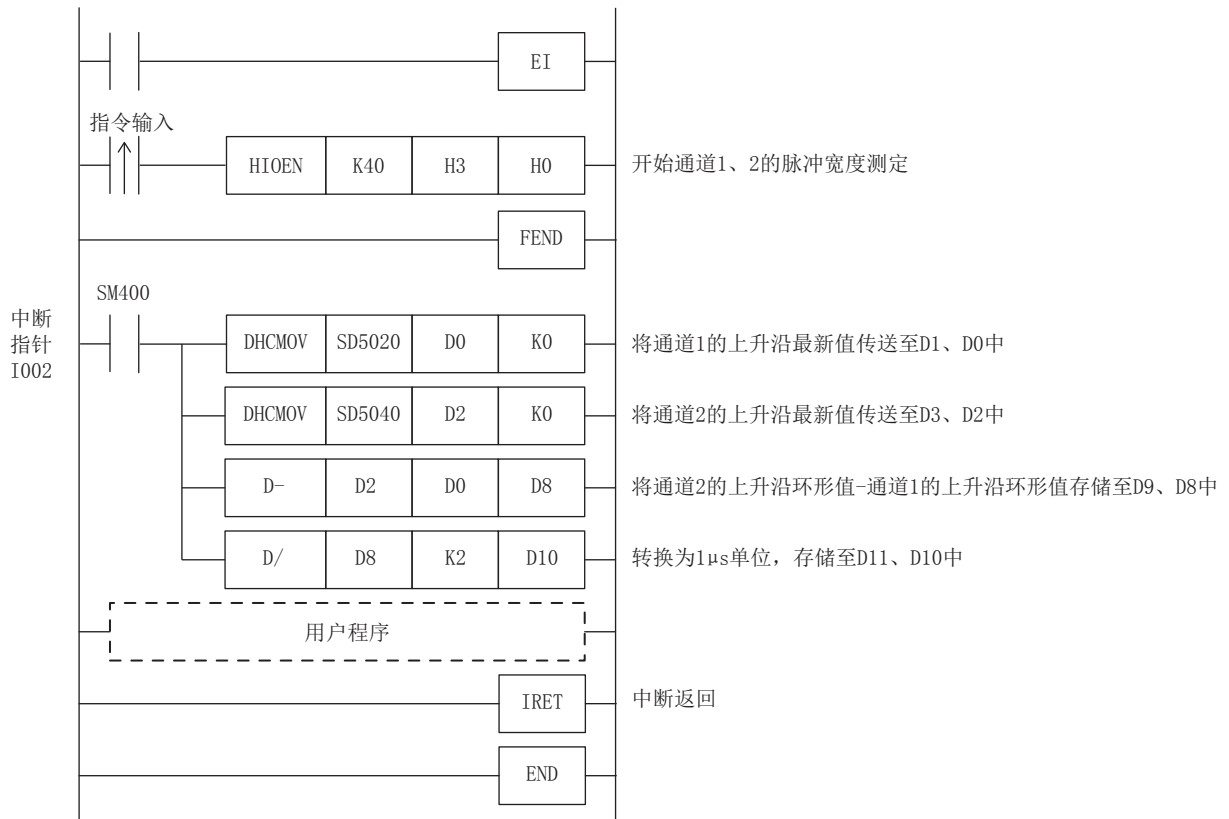 EI
指令输入
HIOEN K40 H3 H0 开始通道1、2的脉冲宽度测定
FEND
中断
指针
I002
SM400
DHCMOV SD5020 D0 K0 将通道1的上升沿最新值传送至D1、D0中
DHCMOV SD5040 D2 K0 将通道2的上升沿最新值传送至D3、D2中
D- D2 D0 D8 将通道2的上升沿环形值-通道1的上升沿环形值存储至D9、D8中
D/ D8 K2 D10 转换为1μs单位，存储至D11、D10中
用户程序
IRET 中断返回
END